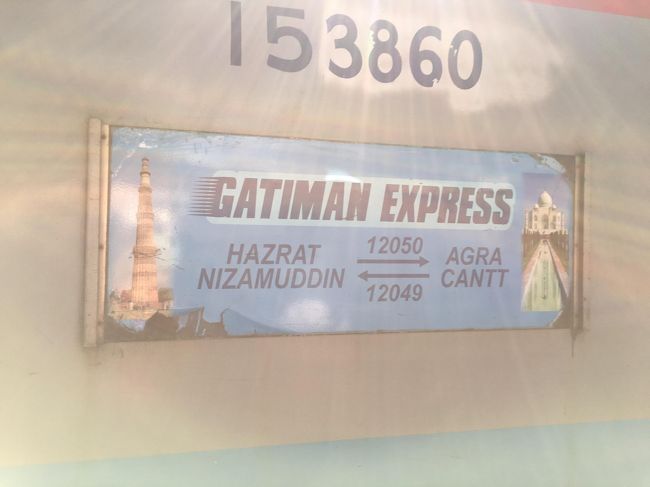 153860
GATIMAN EXPRESS
HAZRAT NIZAMUDDIN
12050
12049
AGRA CANTT